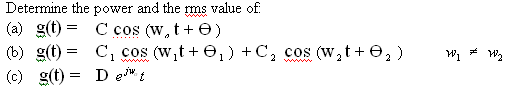 Determine the power and the rms value of:
(a) g(t) = C cos (w₀ t + Θ)
(b) g(t) = C₁ cos (w₁t + Θ₁ ) + C₂ cos (w₂t + Θ₂ ) w₁ ≠ w₂
(c) g(t) = D e^jw₀ t